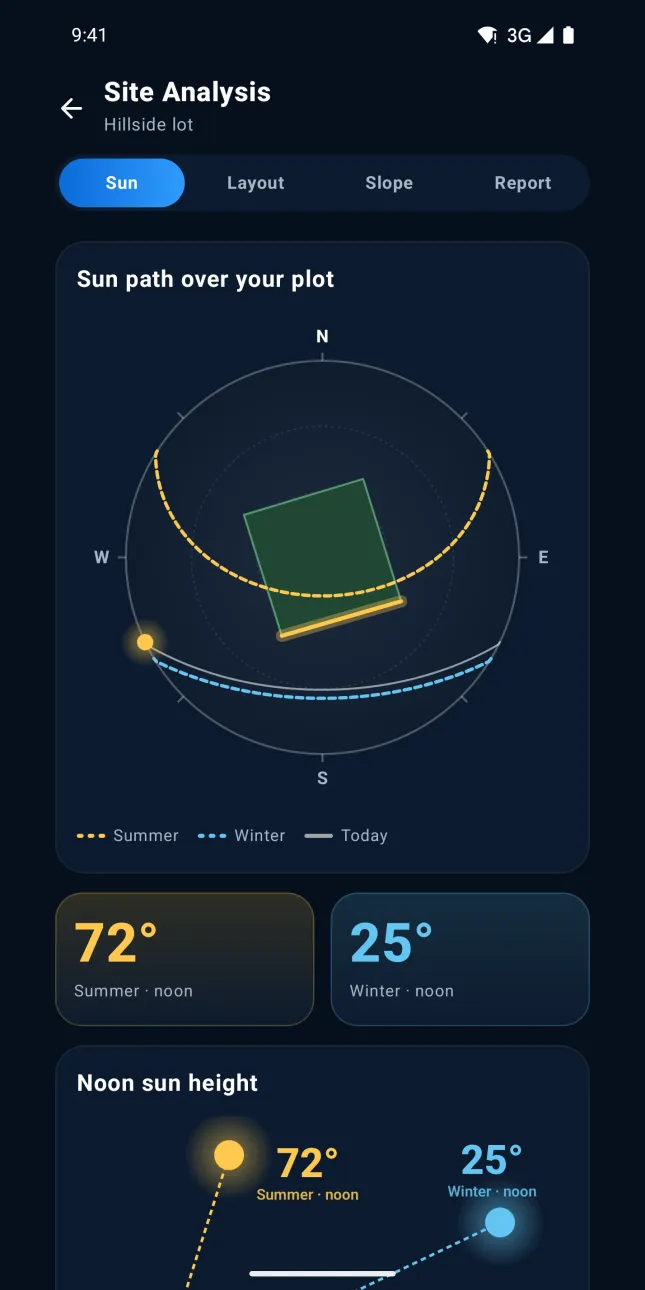 9:41
3G
Site Analysis
Hillside lot
Sun
Layout
Slope
Report
Sun path over your plot
N
W
E
S
Summer
Winter
Today
72°
Summer · noon
25°
Winter · noon
Noon sun height
72°
Summer · noon
25°
Winter · noon